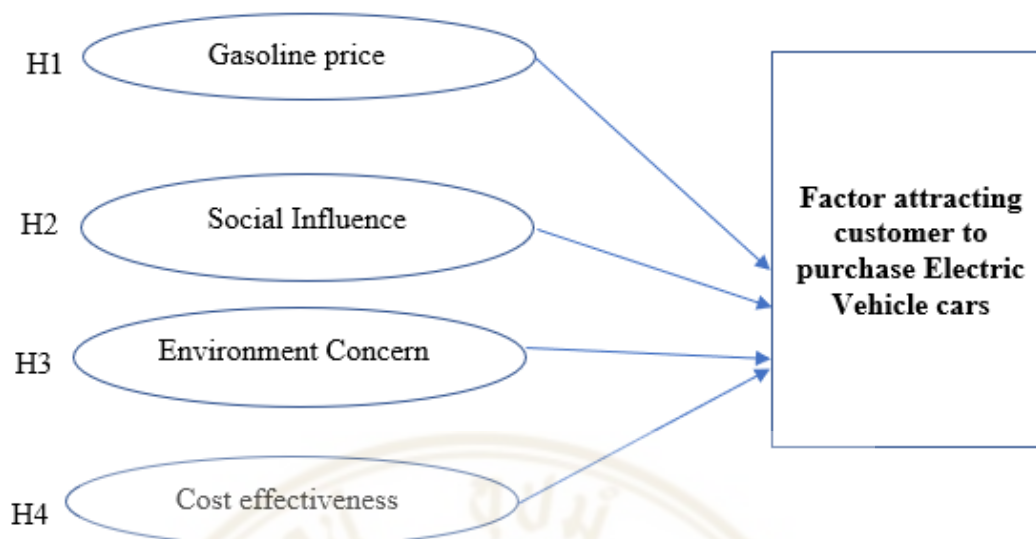 H1
Gasoline price
H2
Social Influence
H3
Environment Concern
H4
Cost effectiveness
Factor attracting
customer to
purchase Electric
Vehicle cars